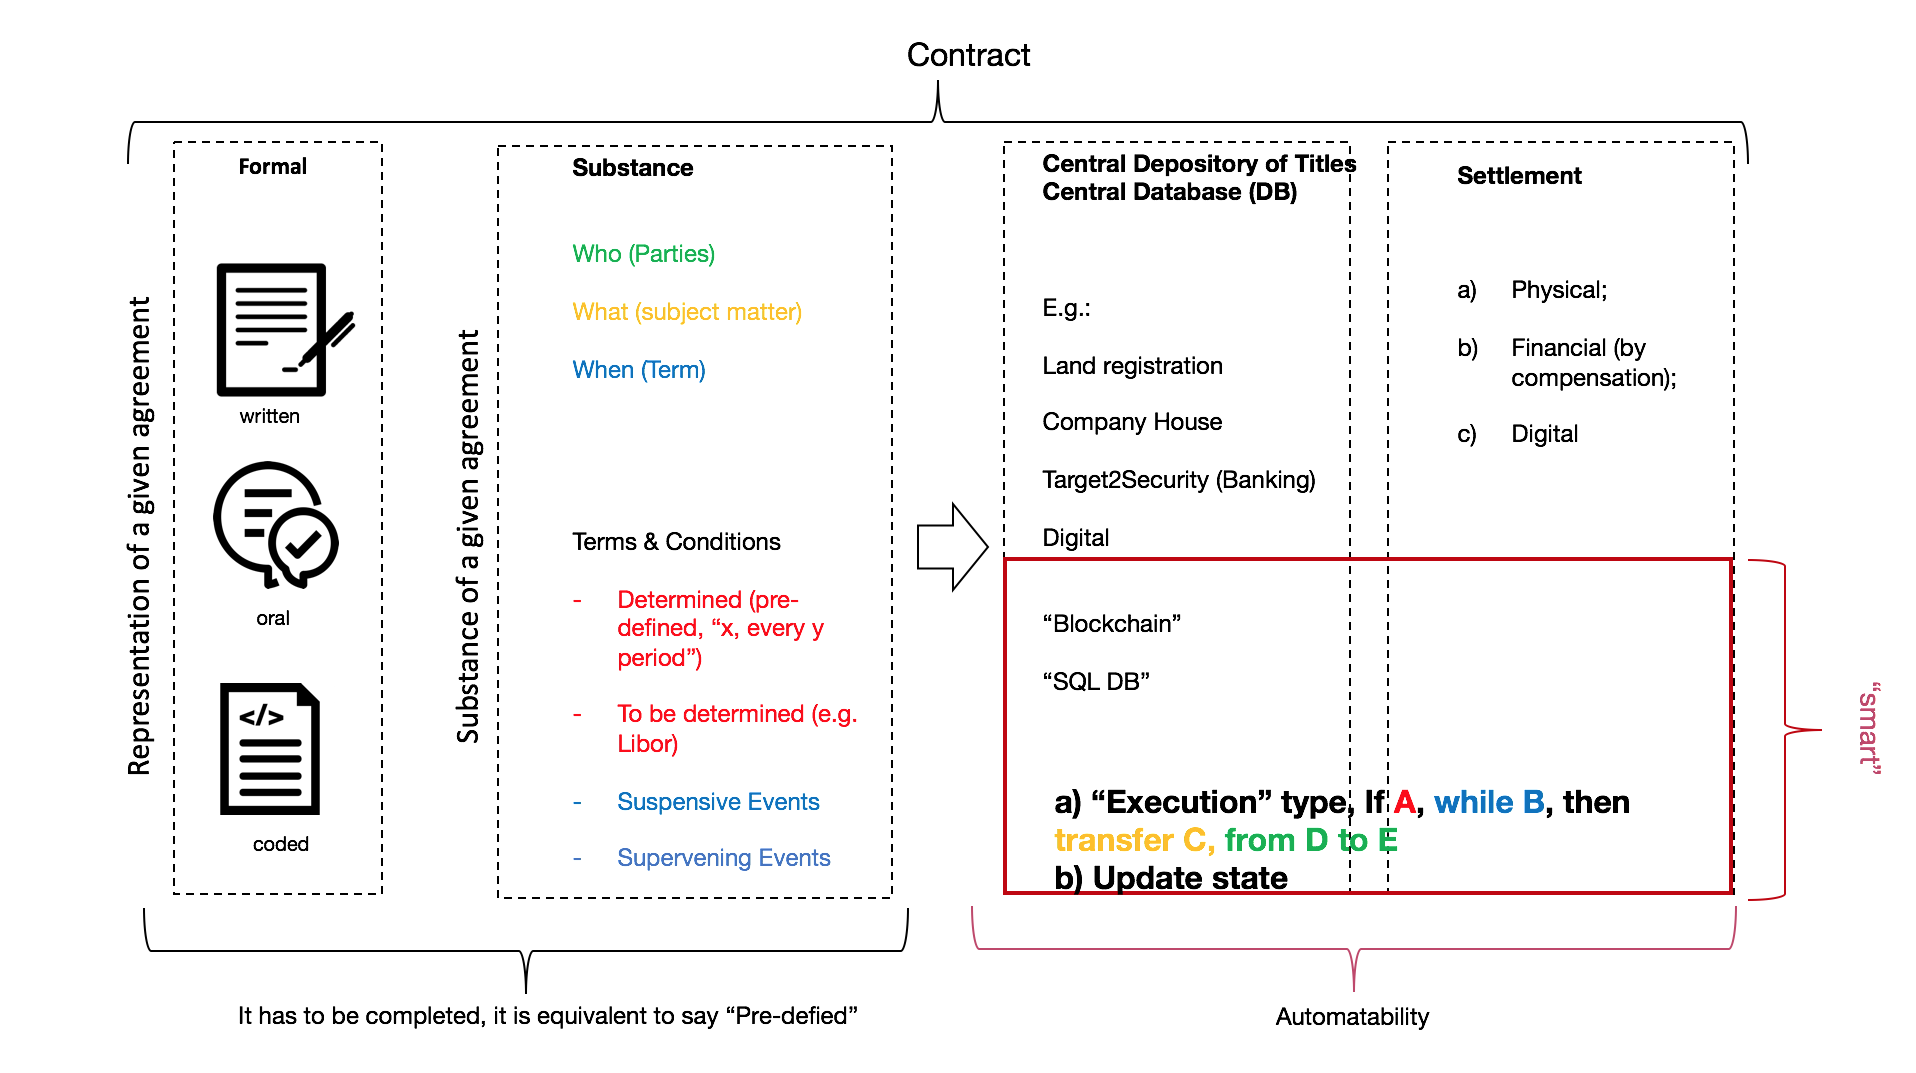 Contract
Representation of a given agreement
Formal
written
oral
</>
coded
Substance of a given agreement
Substance
Who (Parties)
What (subject matter)
When (Term)
Terms & Conditions
- Determined (pre-
defined, “x, every y
period”)
- To be determined (e.g.
Libor)
- Suspensive Events
- Supervening Events
Central Depository of Titles
Central Database (DB)
E.g.:
Land registration
Company House
Target2Security (Banking)
Digital
“Blockchain”
“SQL DB”
Settlement
a) Physical;
b) Financial (by
compensation);
c) Digital
a) “Execution” type, If A, while B, then
transfer C, from D to E
b) Update state
“smart”
It has to be completed, it is equivalent to say “Pre-defied”
Automatability